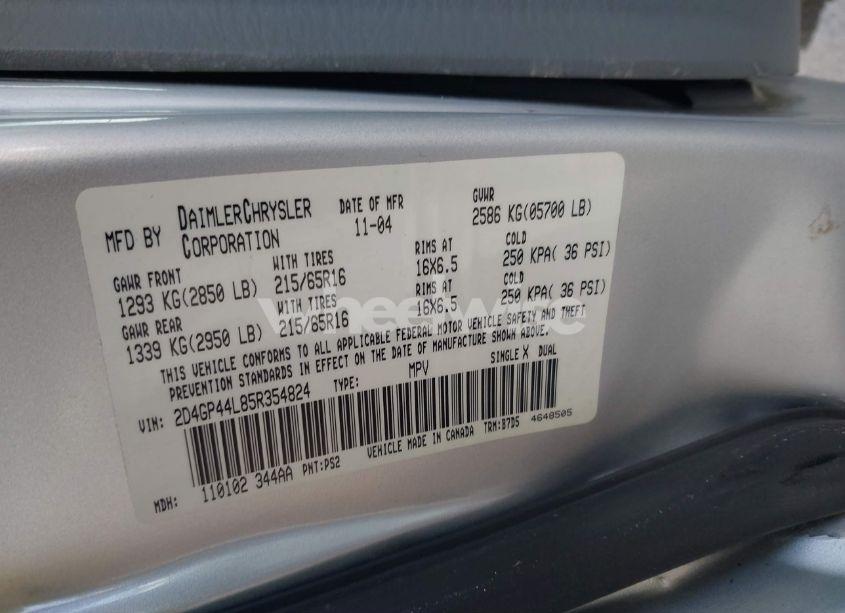 MFD BY DAIMLERCHRYSLER CORPORATION
DATE OF MFR 11-04
GVWR 2586 KG(05700 LB)
GAWR FRONT WITH TIRES RIMS AT COLD
1293 KG(2850 LB) 215/65R16 16X6.5 250 KPA( 36 PSI)
GAWR REAR WITH TIRES RIMS AT COLD
1339 KG(2950 LB) 215/65R16 16X6.5 250 KPA( 36 PSI)
THIS VEHICLE CONFORMS TO ALL APPLICABLE FEDERAL MOTOR VEHICLE SAFETY AND THEFT
PREVENTION STANDARDS IN EFFECT ON THE DATE OF MANUFACTURE SHOWN ABOVE.
VIN: 2D4GP44L85R354824 TYPE: MPV SINGLE X DUAL
MDH: 110102 344AA PNT:PS2 VEHICLE MADE IN CANADA TRM:B7D5 4648505
wheelwise